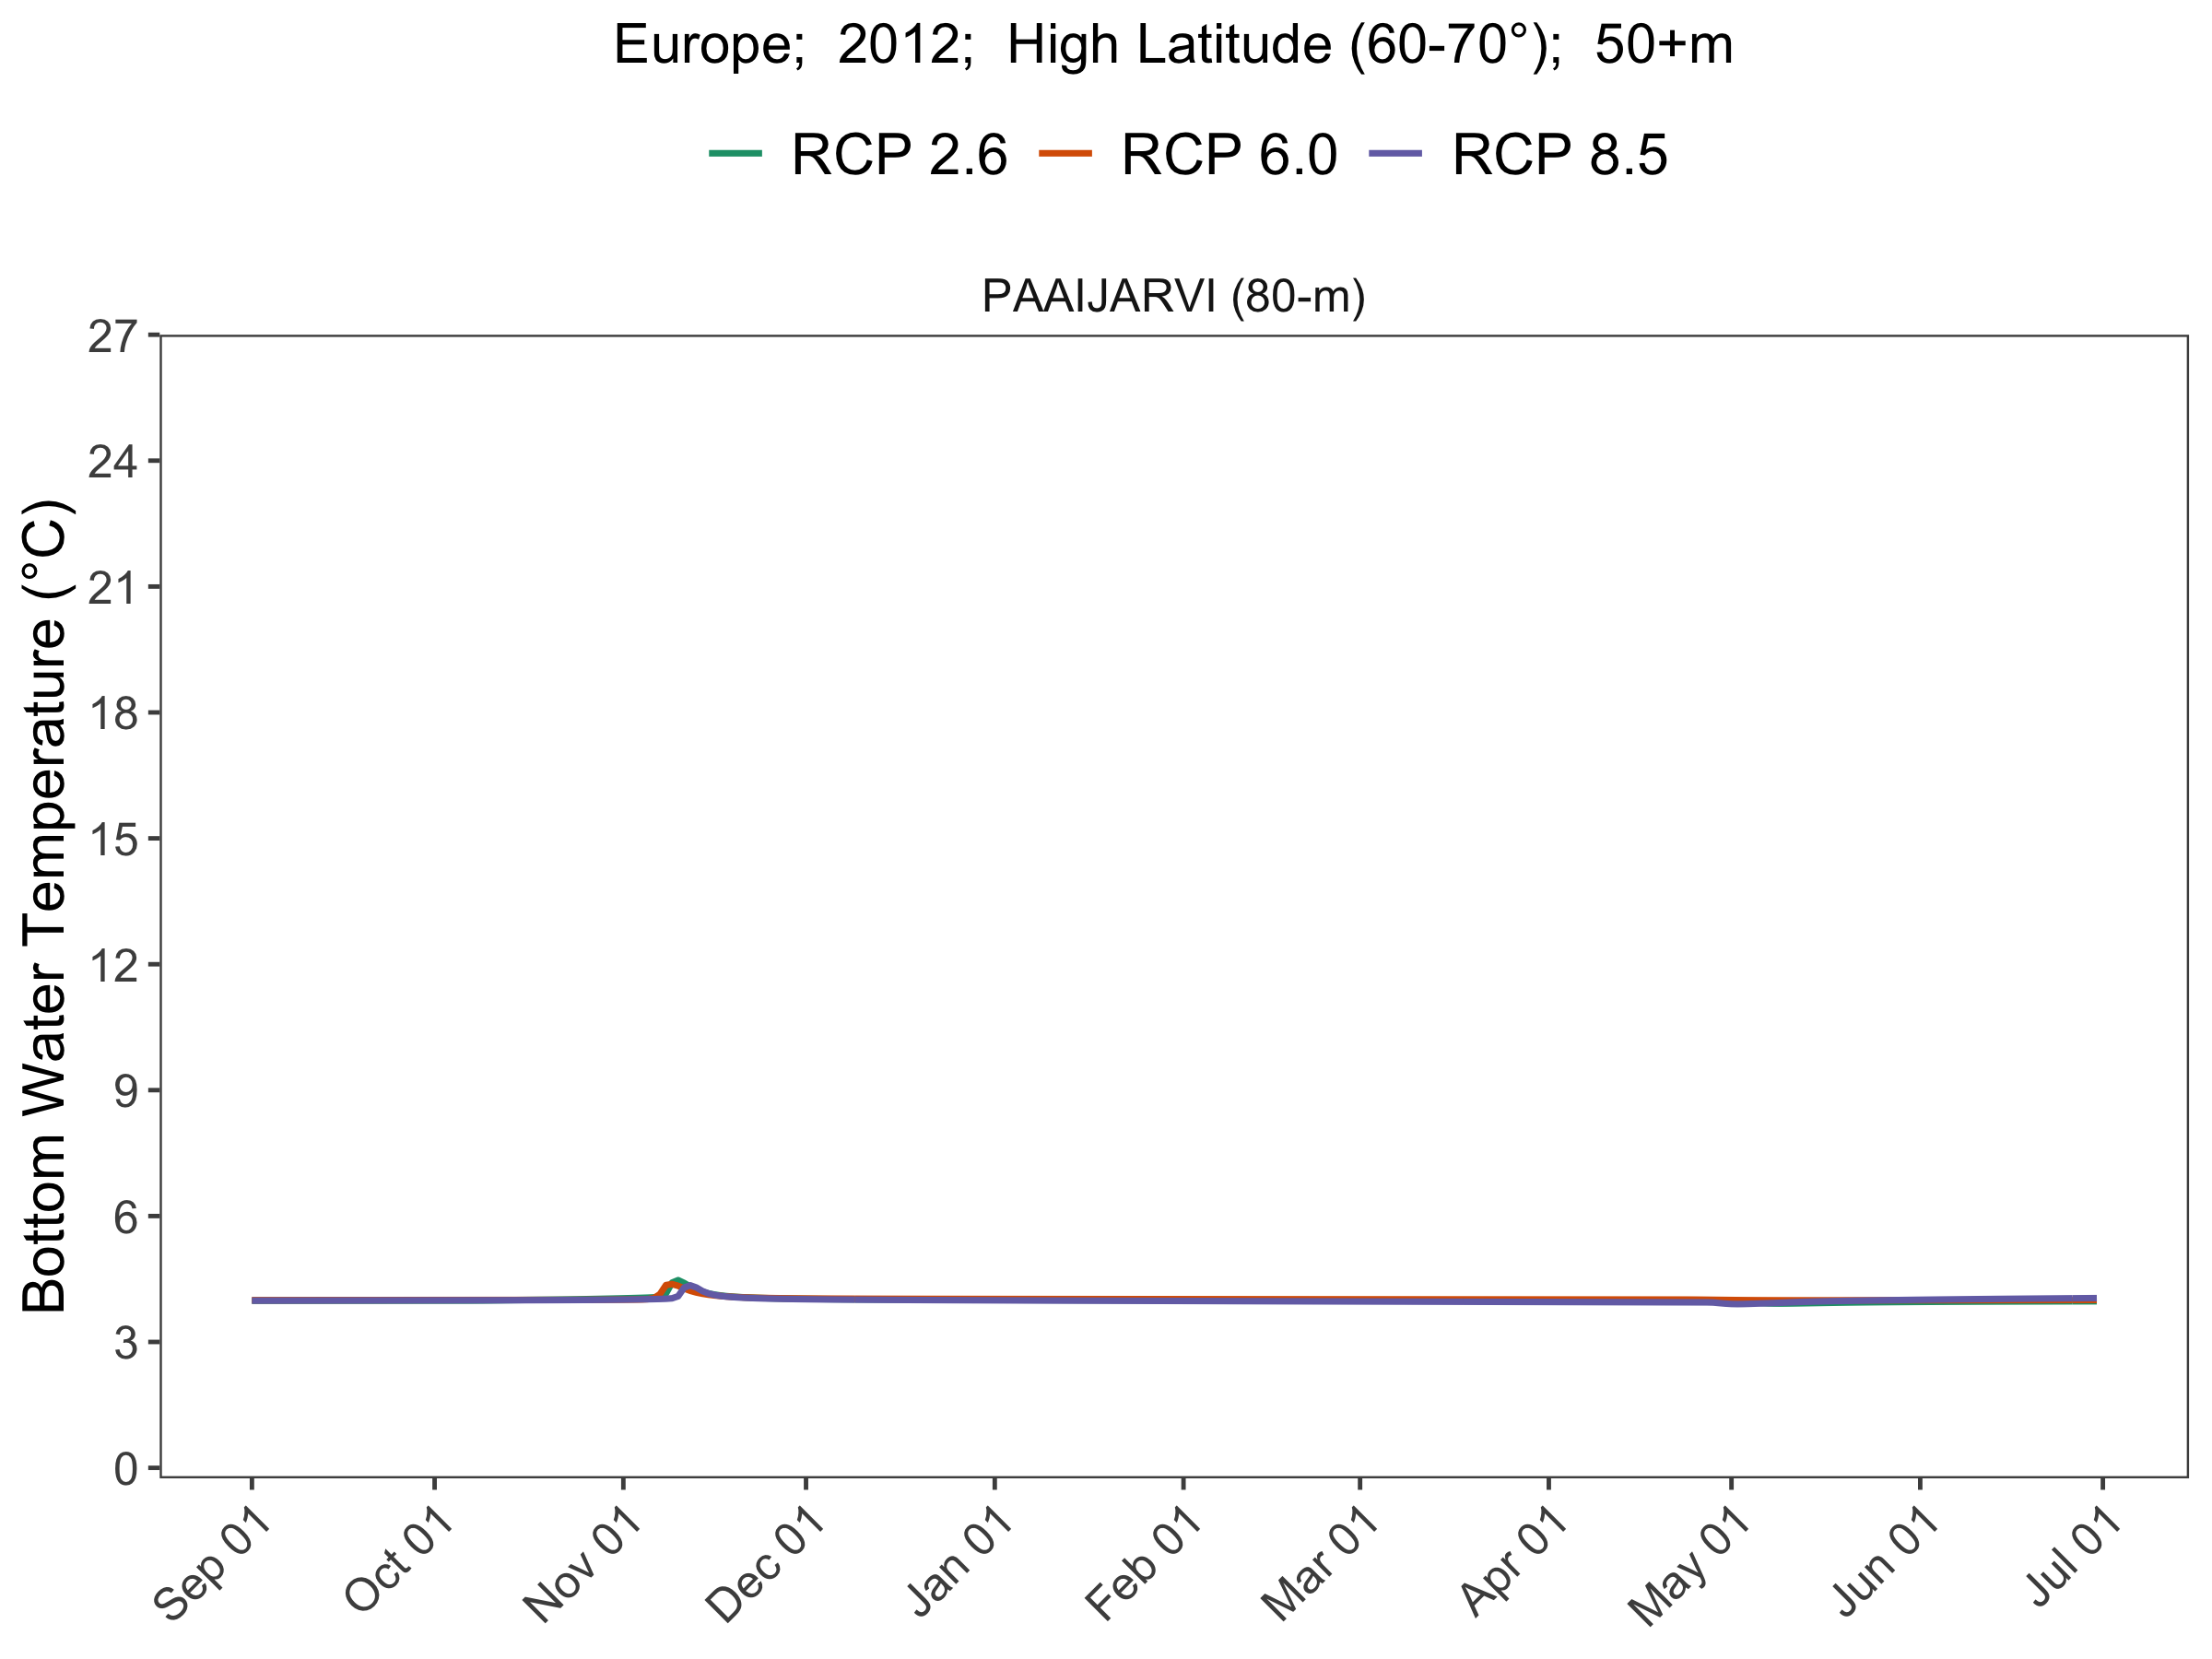 Europe;  2012;  High Latitude (60-70°);  50+m
RCP 2.6 RCP 6.0 RCP 8.5
PAAIJARVI (80-m)
Bottom Water Temperature (°C)
27
24
21
18
15
12
9
6
3
0
Sep 01 Oct 01 Nov 01 Dec 01 Jan 01 Feb 01 Mar 01 Apr 01 May 01 Jun 01 Jul 01